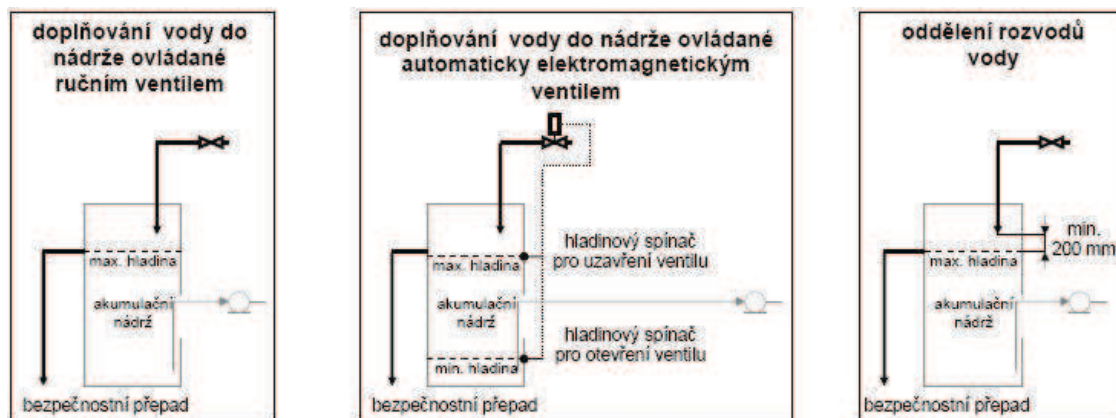 doplňování vody do
nádrže ovládané
ručním ventilem
max. hladina
akumulační
nádrž
bezpečnostní přepad
doplňování vody do nádrže ovládané
automaticky elektromagnetickým
ventilem
hladinový spínač
pro uzavření ventilu
max. hladina
akumulační
nádrž
hladinový spínač
pro otevření ventilu
min. hladina
bezpečnostní přepad
oddělení rozvodů
vody
min.
200 mm
max. hladina
akumulační
nádrž
bezpečnostní přepad